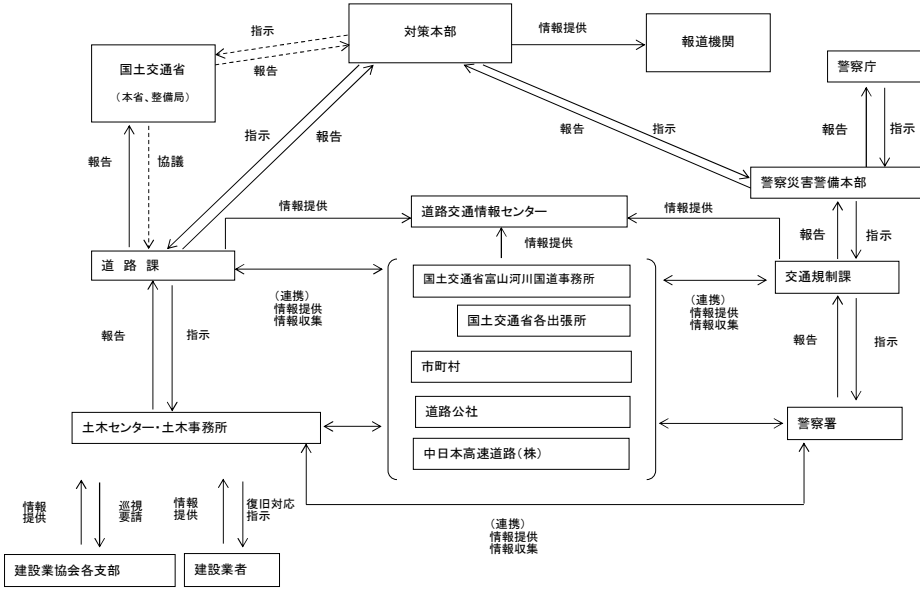 対策本部
指示
報告
情報提供
報道機関
国土交通省
（本省、整備局）
警察庁
報告
指示
指示
報告
報告
指示
報告
協議
警察災害警備本部
情報提供
道路交通情報センター
情報提供
情報提供
報告
指示
道 路 課
国土交通省富山河川国道事務所
交通規制課
（連携）
情報提供
情報収集
（連携）
情報提供
情報収集
国土交通省各出張所
報告
指示
報告
指示
市町村
道路公社
土木センター・土木事務所
警察署
中日本高速道路（株）
情報
提供
巡視
要請
情報
提供
復旧対応
指示
（連携）
情報提供
情報収集
建設業協会各支部
建設業者